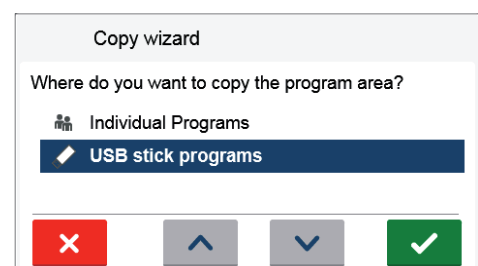 Copy wizard
Where do you want to copy the program area?
Individual Programs
USB stick programs